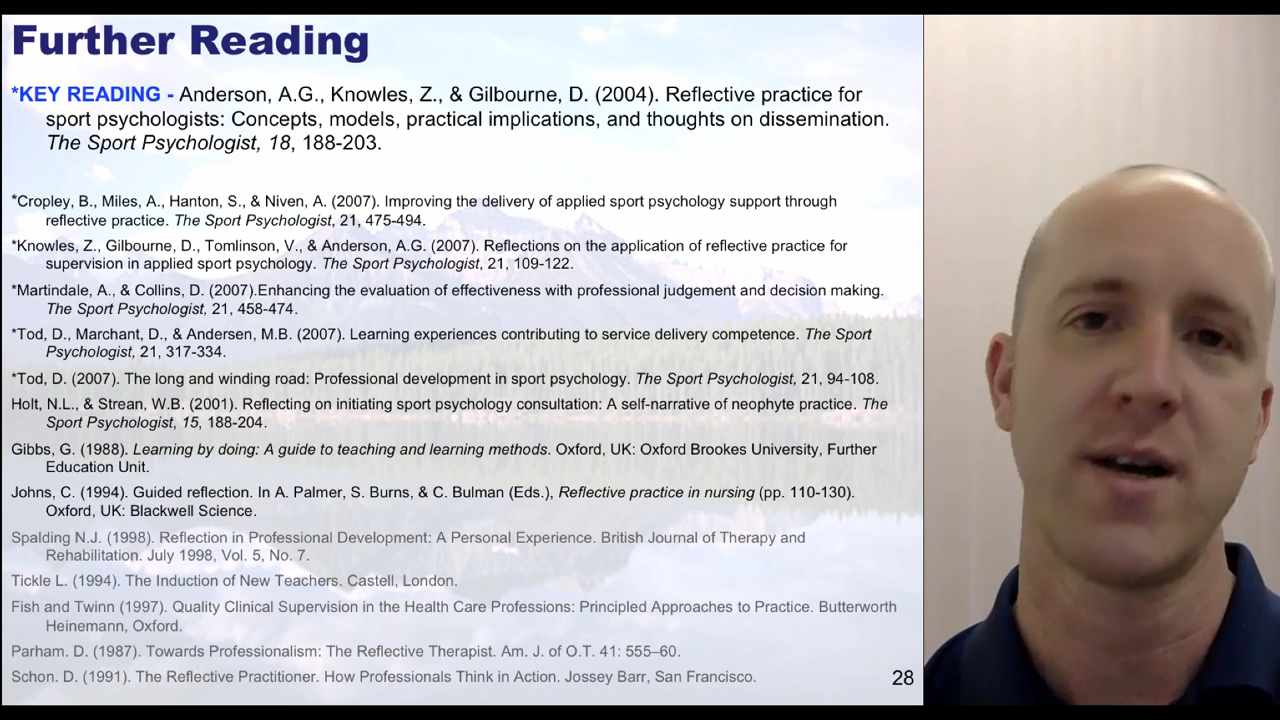 Further Reading
*KEY READING - Anderson, A.G., Knowles, Z., & Gilbourne, D. (2004). Reflective practice for
sport psychologists: Concepts, models, practical implications, and thoughts on dissemination.
The Sport Psychologist, 18, 188-203.
*Cropley, B., Miles, A., Hanton, S., & Niven, A. (2007). Improving the delivery of applied sport psychology support through
reflective practice. The Sport Psychologist, 21, 475-494.
*Knowles, Z., Gilbourne, D., Tomlinson, V., & Anderson, A.G. (2007). Reflections on the application of reflective practice for
supervision in applied sport psychology. The Sport Psychologist, 21, 109-122.
*Martindale, A., & Collins, D. (2007).Enhancing the evaluation of effectiveness with professional judgement and decision making.
The Sport Psychologist, 21, 458-474.
*Tod, D., Marchant, D., & Andersen, M.B. (2007). Learning experiences contributing to service delivery competence. The Sport
Psychologist, 21, 317-334.
*Tod, D. (2007). The long and winding road: Professional development in sport psychology. The Sport Psychologist, 21, 94-108.
Holt, N.L., & Strean, W.B. (2001). Reflecting on initiating sport psychology consultation: A self-narrative of neophyte practice. The
Sport Psychologist, 15, 188-204.
Gibbs, G. (1988). Learning by doing: A guide to teaching and learning methods. Oxford, UK: Oxford Brookes University, Further
Education Unit.
Johns, C. (1994). Guided reflection. In A. Palmer, S. Burns, & C. Bulman (Eds.), Reflective practice in nursing (pp. 110-130).
Oxford, UK: Blackwell Science.
Spalding N.J. (1998). Reflection in Professional Development: A Personal Experience. British Journal of Therapy and
Rehabilitation. July 1998, Vol. 5, No. 7.
Tickle L. (1994). The Induction of New Teachers. Castell, London.
Fish and Twinn (1997). Quality Clinical Supervision in the Health Care Professions: Principled Approaches to Practice. Butterworth
Heinemann, Oxford.
Parham. D. (1987). Towards Professionalism: The Reflective Therapist. Am. J. of O.T. 41: 555–60.
Schon. D. (1991). The Reflective Practitioner. How Professionals Think in Action. Jossey Barr, San Francisco.
28